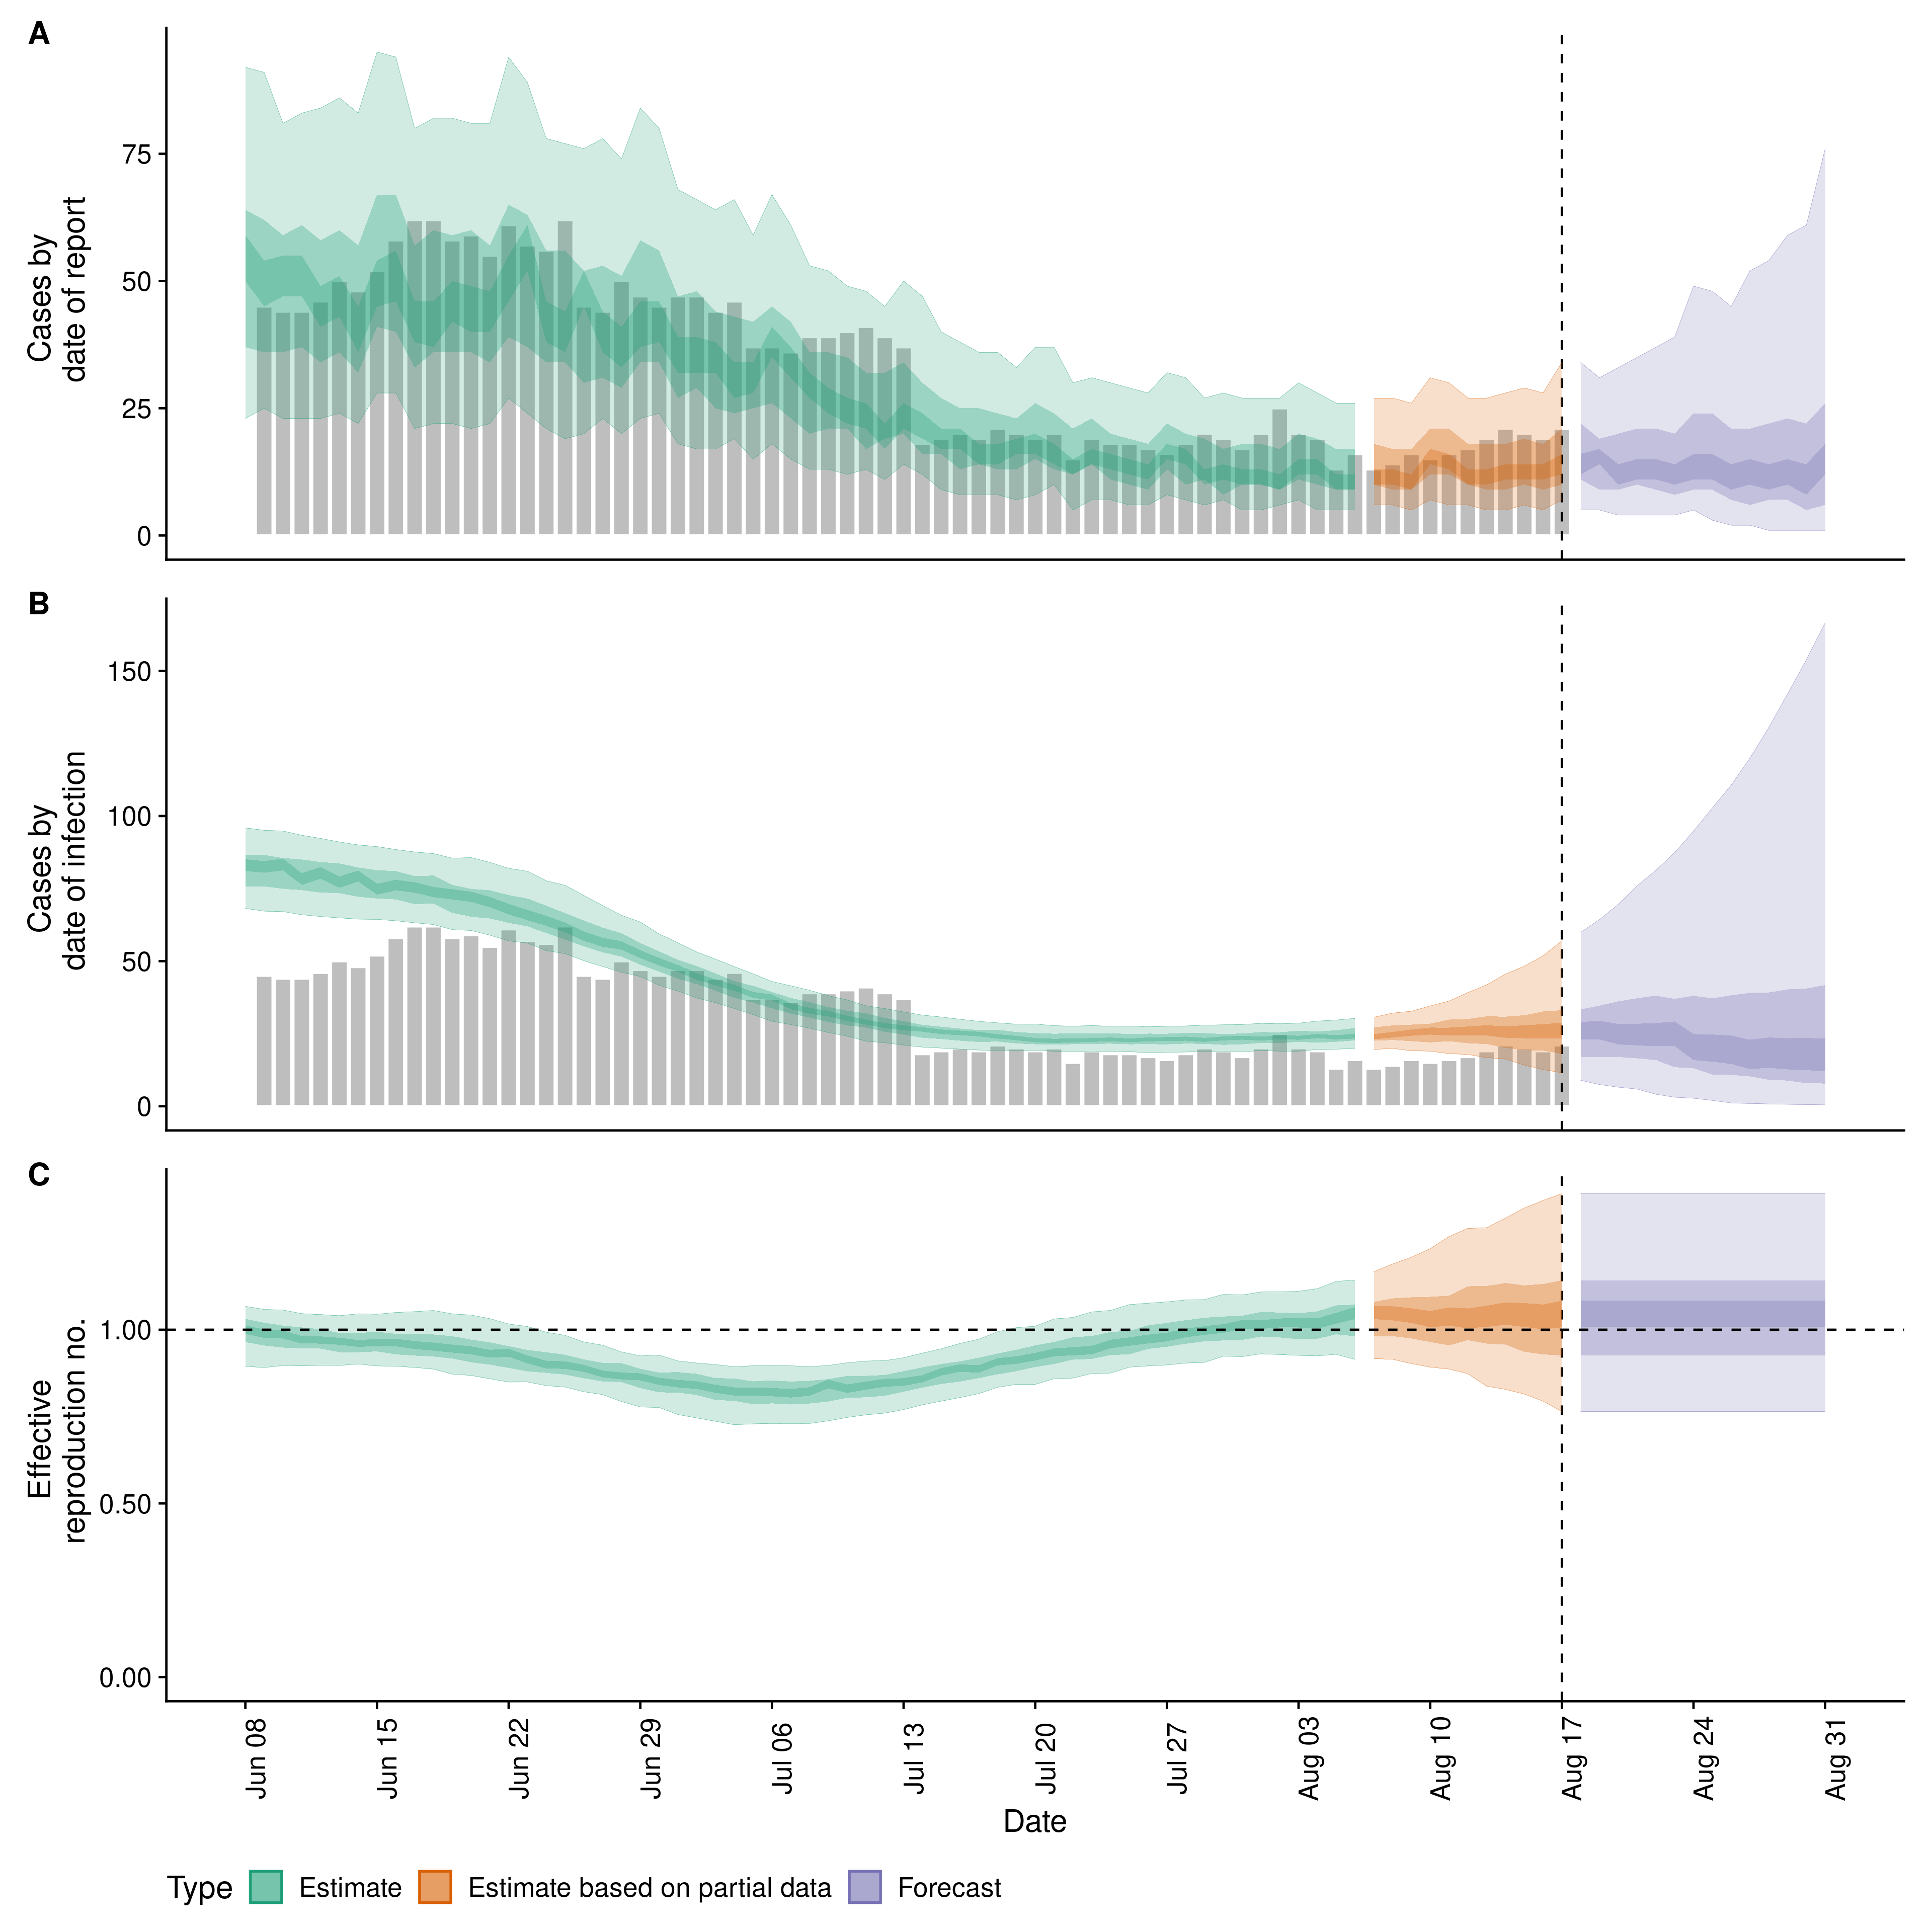 A
Cases by
date of report
75
50
25
0
B
Cases by
date of infection
150
100
50
0
C
Effective
reproduction no.
1.00
0.50
0.00
Jun 08
Jun 15
Jun 22
Jun 29
Jul 06
Jul 13
Jul 20
Jul 27
Aug 03
Aug 10
Aug 17
Aug 24
Aug 31
Date
Type Estimate Estimate based on partial data Forecast